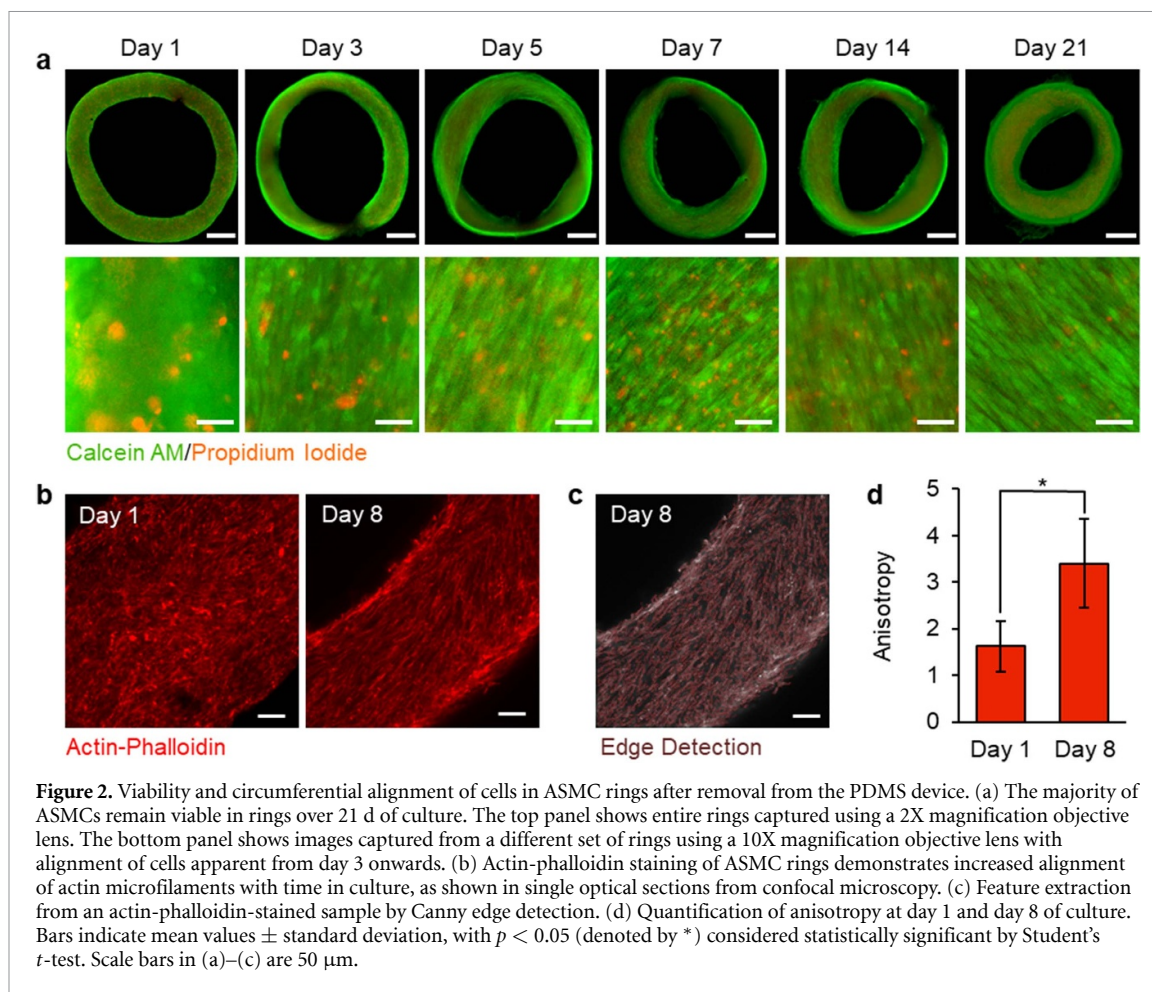 Day 1 Day 3 Day 5 Day 7 Day 14 Day 21
a
Calcein AM/Propidium Iodide
b
Day 1
Day 8
Actin-Phalloidin
c
Day 8
Edge Detection
d
5
4
3
2
1
0
Anisotropy
*
Day 1 Day 8
Figure 2. Viability and circumferential alignment of cells in ASMC rings after removal from the PDMS device. (a) The majority of
ASMCs remain viable in rings over 21 d of culture. The top panel shows entire rings captured using a 2X magnification objective
lens. The bottom panel shows images captured from a different set of rings using a 10X magnification objective lens with
alignment of cells apparent from day 3 onwards. (b) Actin-phalloidin staining of ASMC rings demonstrates increased alignment
of actin microfilaments with time in culture, as shown in single optical sections from confocal microscopy. (c) Feature extraction
from an actin-phalloidin-stained sample by Canny edge detection. (d) Quantification of anisotropy at day 1 and day 8 of culture.
Bars indicate mean values ± standard deviation, with p < 0.05 (denoted by *) considered statistically significant by Student's
t-test. Scale bars in (a)–(c) are 50 μm.